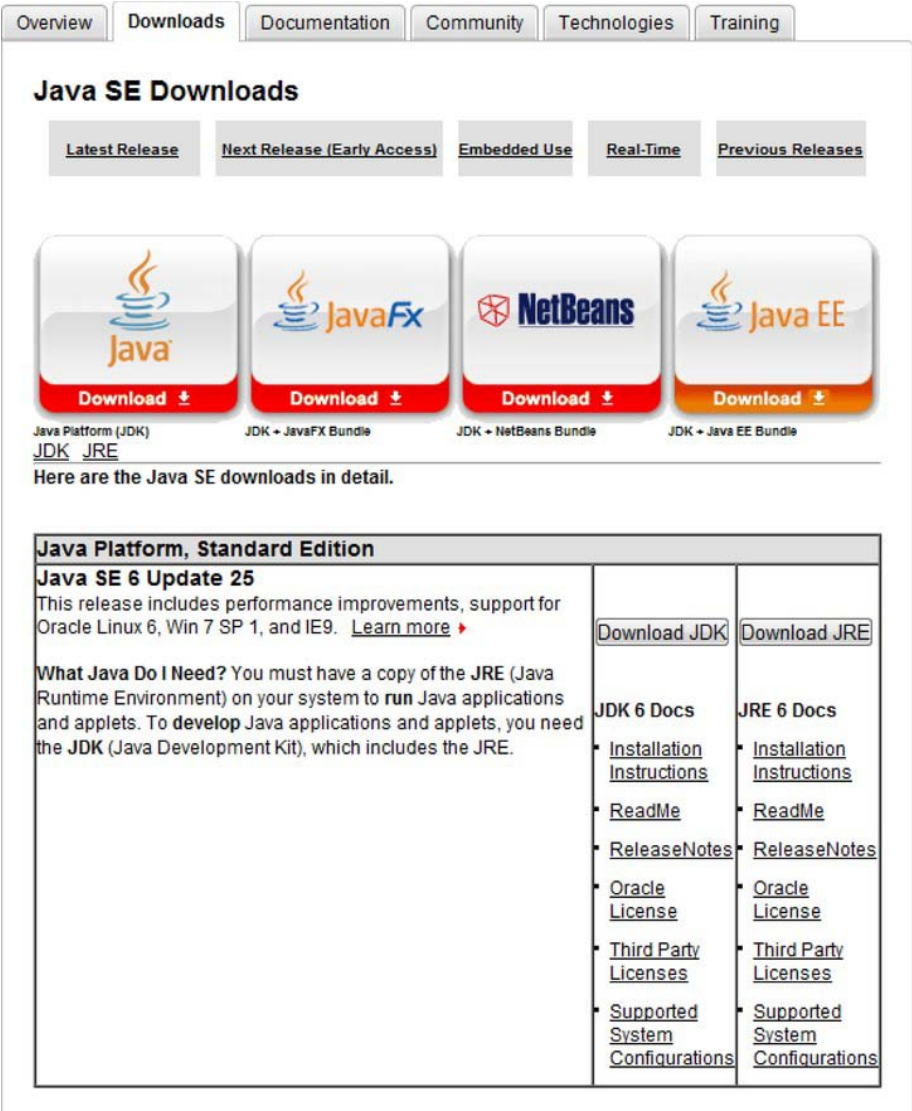 Overview Downloads Documentation Community Technologies Training
Java SE Downloads
Latest Release Next Release (Early Access) Embedded Use Real-Time Previous Releases
Java JavaFx NetBeans Java EE
Download Download Download Download
Java Platform (JDK) JDK + JavaFX Bundle JDK + NetBeans Bundle JDK + Java EE Bundle
JDK JRE
Here are the Java SE downloads in detail.
Java Platform, Standard Edition
Java SE 6 Update 25
This release includes performance improvements, support for
Oracle Linux 6, Win 7 SP 1, and IE9. Learn more
What Java Do I Need? You must have a copy of the JRE (Java
Runtime Environment) on your system to run Java applications
and applets. To develop Java applications and applets, you need
the JDK (Java Development Kit), which includes the JRE.
Download JDK
JDK 6 Docs
▪ Installation
Instructions
▪ ReadMe
▪ ReleaseNotes
▪ Oracle
License
▪ Third Party
Licenses
▪ Supported
System
Configurations
Download JRE
JRE 6 Docs
▪ Installation
Instructions
▪ ReadMe
▪ ReleaseNotes
▪ Oracle
License
▪ Third Party
Licenses
▪ Supported
System
Configurations